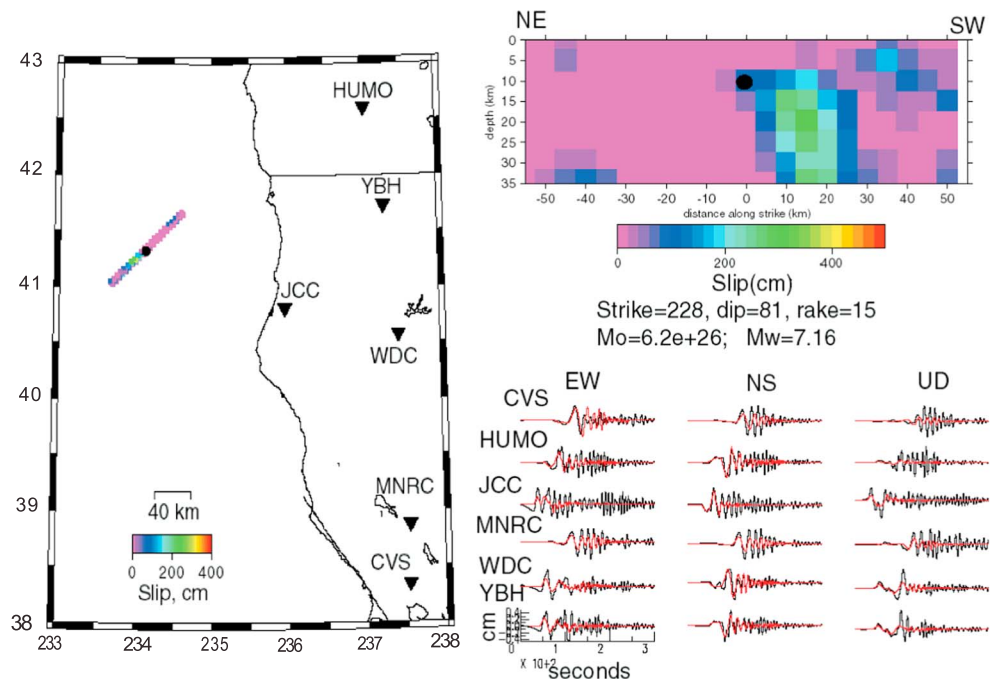 43
42
41
40
39
38
233
234
235
236
237
238
HUMO
YBH
JCC
WDC
MNRC
CVS
40 km
0 200 400
Slip, cm
NE
SW
depth (km)
0
5
10
15
20
25
30
35
-50 -40 -30 -20 -10 0 10 20 30 40 50
distance along strike (km)
0 200 400
Slip(cm)
Strike=228, dip=81, rake=15
Mo=6.2e+26; Mw=7.16
EW NS UD
CVS
HUMO
JCC
MNRC
WDC
YBH
cm
0 1 2 3
X 10+2
seconds